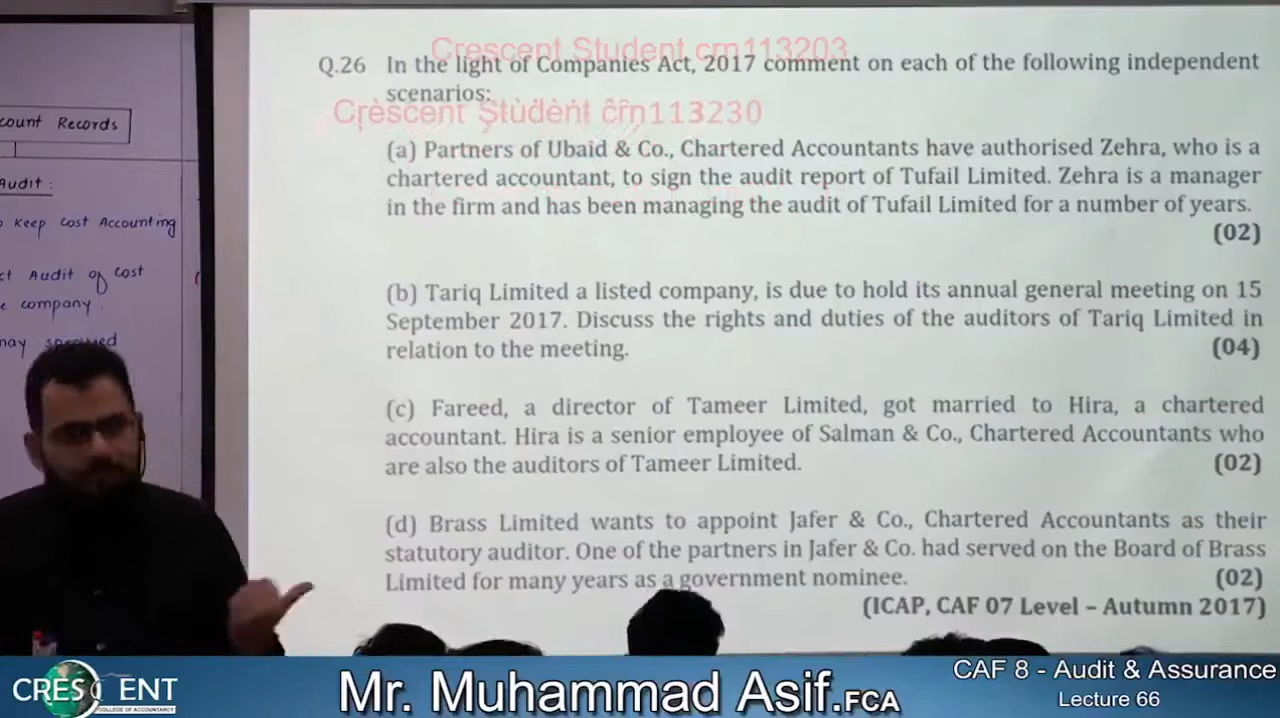 count Records
Audit :
keep cost Accounting
ct Audit of cost
e company.
may specified
Crescent Student crn113203
Q.26 In the light of Companies Act, 2017 comment on each of the following independent
scenarios:
Crescent Student crn113230
(a) Partners of Ubaid & Co., Chartered Accountants have authorised Zehra, who is a
chartered accountant, to sign the audit report of Tufail Limited. Zehra is a manager
in the firm and has been managing the audit of Tufail Limited for a number of years.
(02)
(b) Tariq Limited a listed company, is due to hold its annual general meeting on 15
September 2017. Discuss the rights and duties of the auditors of Tariq Limited in
relation to the meeting. (04)
(c) Fareed, a director of Tameer Limited, got married to Hira, a chartered
accountant. Hira is a senior employee of Salman & Co., Chartered Accountants who
are also the auditors of Tameer Limited. (02)
(d) Brass Limited wants to appoint Jafer & Co., Chartered Accountants as their
statutory auditor. One of the partners in Jafer & Co. had served on the Board of Brass
Limited for many years as a government nominee. (02)
(ICAP, CAF 07 Level – Autumn 2017)
CRESCENT
COLLEGE OF ACCOUNTANCY
Mr. Muhammad Asif.FCA
CAF 8 - Audit & Assurance
Lecture 66